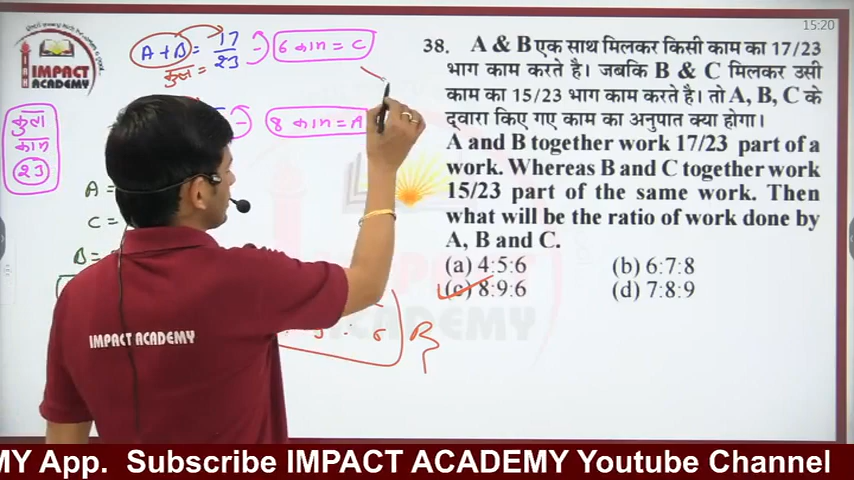 15:20
IMPACT
ACADEMY
A + B = 17/23
कुल =
6 काम = C
8 काम = A
कुल
काम
23
A =
C =
B =
38. A & B एक साथ मिलकर किसी काम का 17/23
भाग काम करते है। जबकि B & C मिलकर उसी
काम का 15/23 भाग काम करते है। तो A, B, C के
द्वारा किए गए काम का अनुपात क्या होगा।
A and B together work 17/23 part of a
work. Whereas B and C together work
15/23 part of the same work. Then
what will be the ratio of work done by
A, B and C.
(a) 4:5:6 (b) 6:7:8
(c) 8:9:6 (d) 7:8:9
IMPACT ACADEMY
MY App. Subscribe IMPACT ACADEMY Youtube Channel